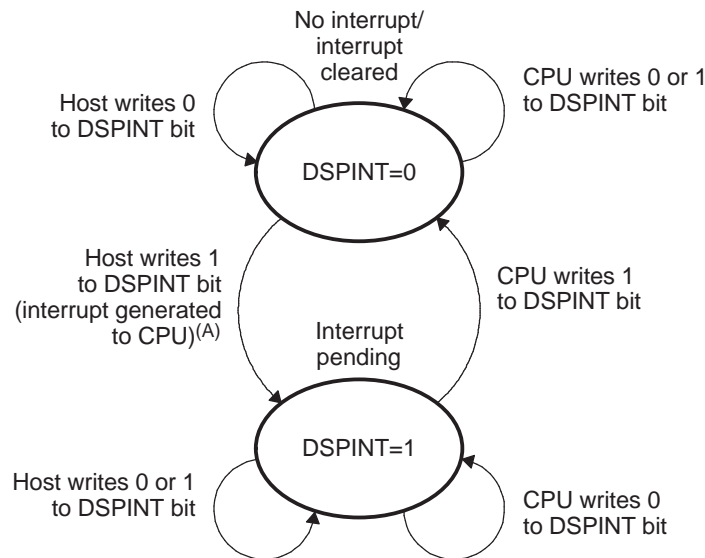 No interrupt/
interrupt
cleared
Host writes 0
to DSPINT bit
CPU writes 0 or 1
to DSPINT bit
DSPINT=0
Host writes 1
to DSPINT bit
(interrupt generated
to CPU)(A)
CPU writes 1
to DSPINT bit
Interrupt
pending
DSPINT=1
Host writes 0 or 1
to DSPINT bit
CPU writes 0
to DSPINT bit